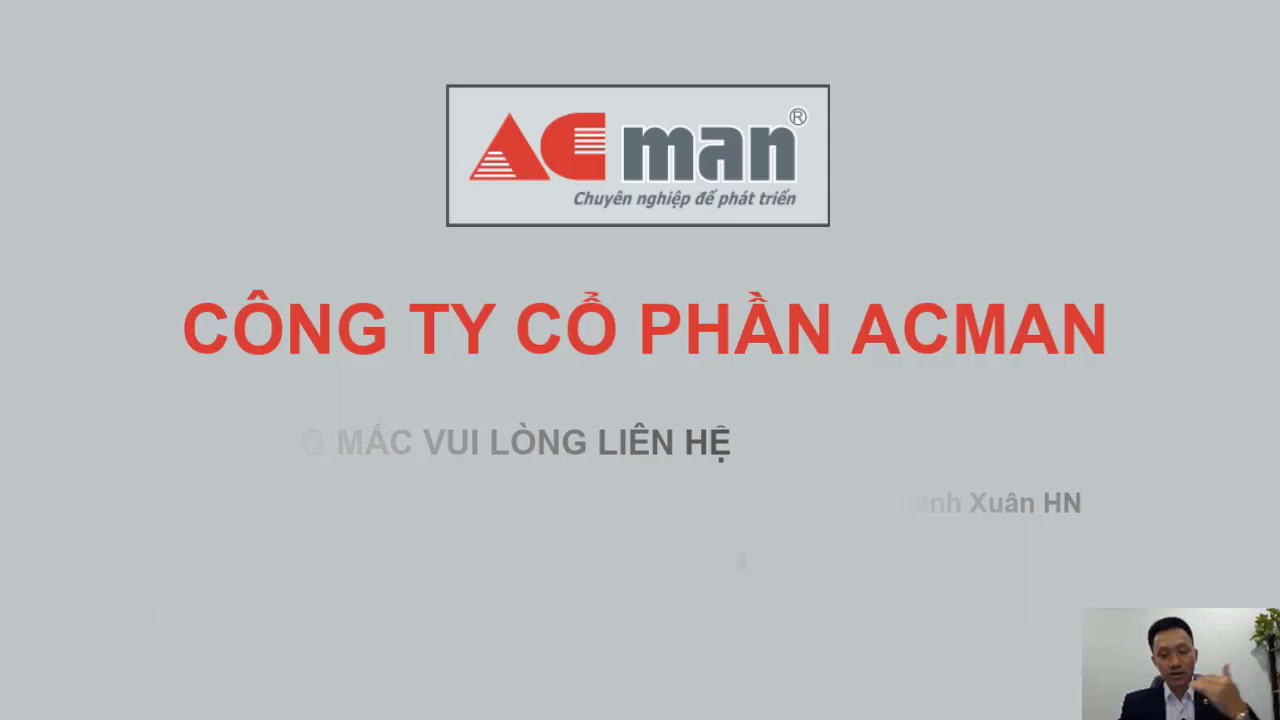 ACman®
Chuyên nghiệp để phát triển
CÔNG TY CỔ PHẦN ACMAN
MẮC VUI LÒNG LIÊN HỆ
Xuân HN